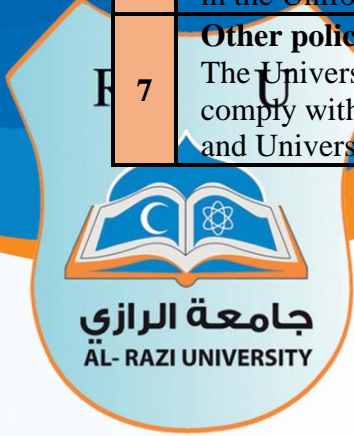 Other polic
R U
7
The Univers
comply with
and Univers
جامعة الرازي
AL- RAZI UNIVERSITY